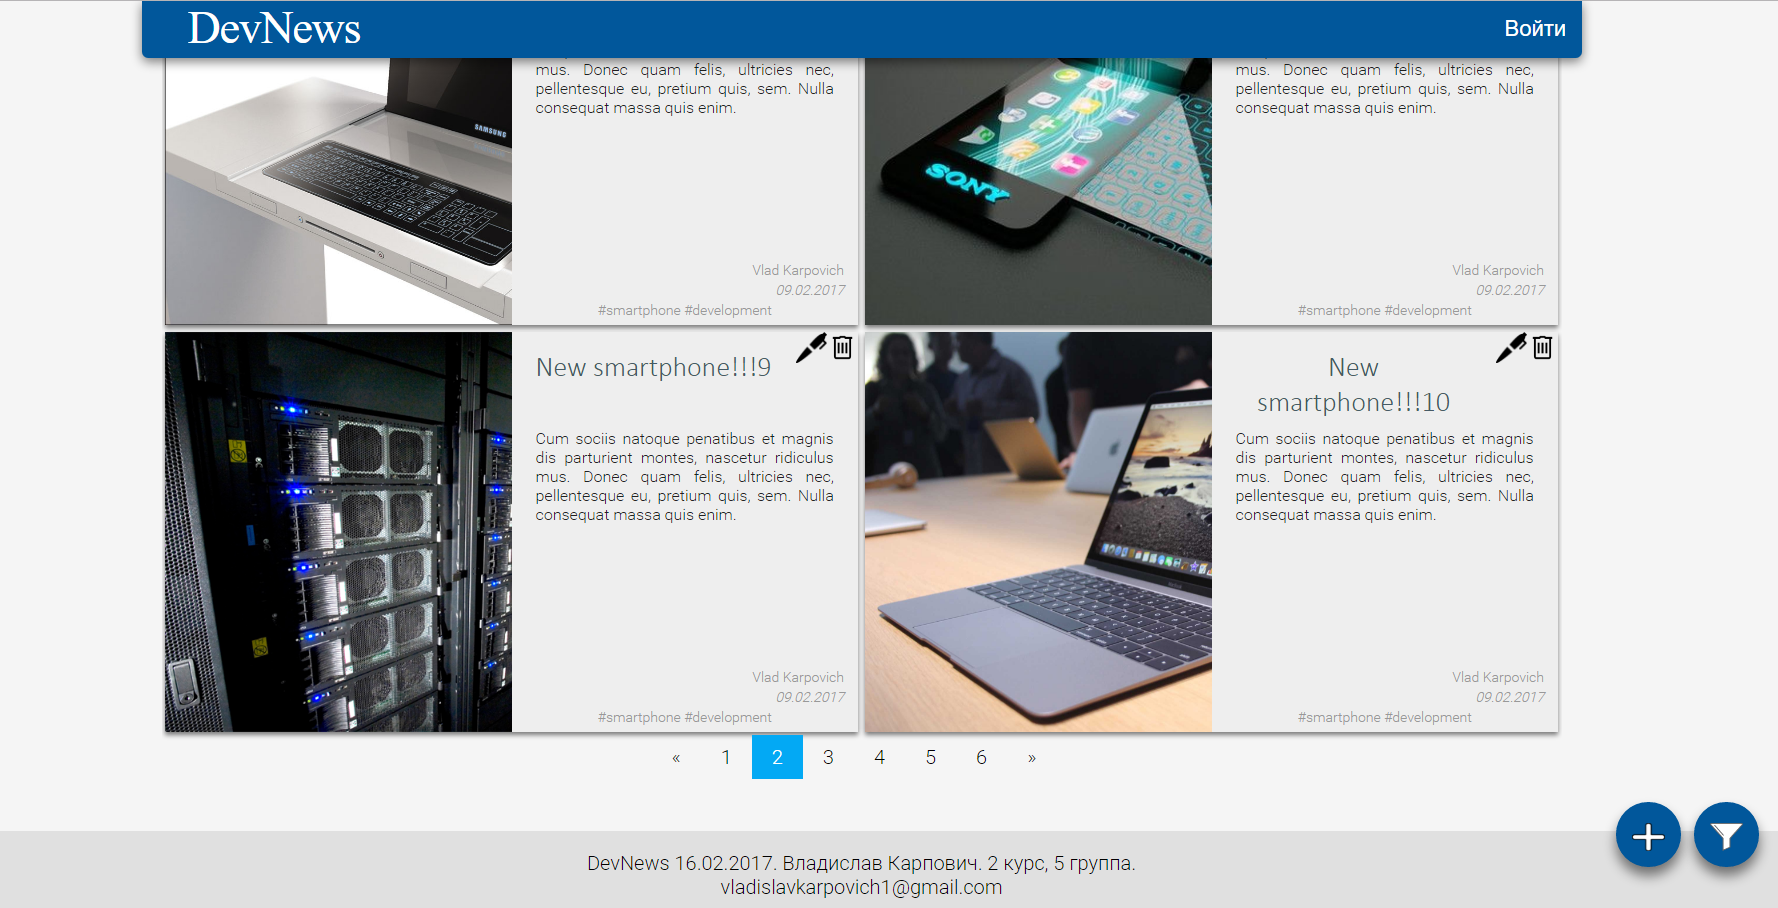 DevNews
Войти
mus. Donec quam felis, ultricies nec,
pellentesque eu, pretium quis, sem. Nulla
consequat massa quis enim.
SAMSUNG
Vlad Karpovich
09.02.2017
#smartphone #development
mus. Donec quam felis, ultricies nec,
pellentesque eu, pretium quis, sem. Nulla
consequat massa quis enim.
SONY
Vlad Karpovich
09.02.2017
#smartphone #development
New smartphone!!!9
Cum sociis natoque penatibus et magnis
dis parturient montes, nascetur ridiculus
mus. Donec quam felis, ultricies nec,
pellentesque eu, pretium quis, sem. Nulla
consequat massa quis enim.
Vlad Karpovich
09.02.2017
#smartphone #development
New
smartphone!!!10
Cum sociis natoque penatibus et magnis
dis parturient montes, nascetur ridiculus
mus. Donec quam felis, ultricies nec,
pellentesque eu, pretium quis, sem. Nulla
consequat massa quis enim.
Vlad Karpovich
09.02.2017
#smartphone #development
« 1 2 3 4 5 6 »
DevNews 16.02.2017. Владислав Карпович. 2 курс, 5 группа.
vladislavkarpovich1@gmail.com